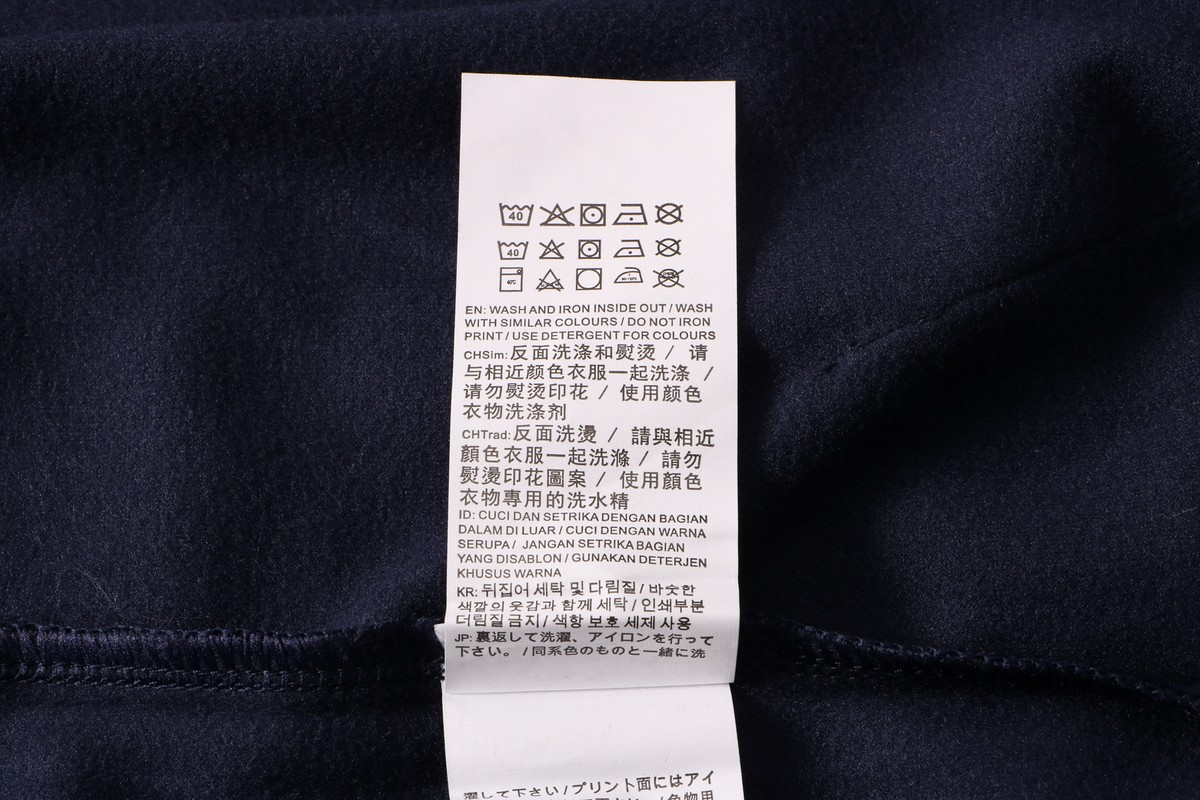 40
40
40℃
EN: WASH AND IRON INSIDE OUT / WASH
WITH SIMILAR COLOURS / DO NOT IRON
PRINT / USE DETERGENT FOR COLOURS
CHSim: 反面洗涤和熨烫 / 请
与相近颜色衣服一起洗涤 /
请勿熨烫印花 / 使用颜色
衣物洗涤剂
CHTrad: 反面洗燙 / 請與相近
顏色衣服一起洗滌 / 請勿
熨燙印花圖案 / 使用顏色
衣物專用的洗水精
ID: CUCI DAN SETRIKA DENGAN BAGIAN
DALAM DI LUAR / CUCI DENGAN WARNA
SERUPA / JANGAN SETRIKA BAGIAN
YANG DISABLON / GUNAKAN DETERJEN
KHUSUS WARNA
KR: 뒤집어 세탁 및 다림질 / 바슷한
색깔의 옷감과 함께 세탁 / 인쇄부분
더림질 금지 / 색항 보호 세제 사용
JP: 裏返して洗濯、アイロンを行って
下さい。 / 同系色のものと一緒に洗
濯して下さい / プリント面にはアイ
/ 色物用